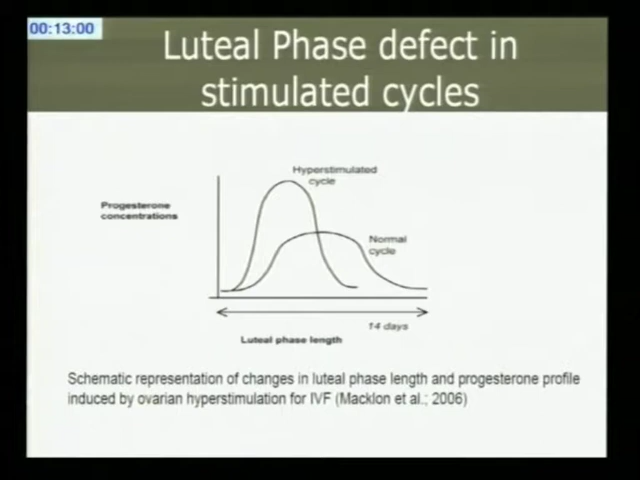 00:13:00
Luteal Phase defect in
stimulated cycles
Hyperstimulated
cycle
Progesterone
concentrations
Normal
cycle
14 days
Luteal phase length
Schematic representation of changes in luteal phase length and progesterone profile
induced by ovarian hyperstimulation for IVF (Macklon et al.; 2006)